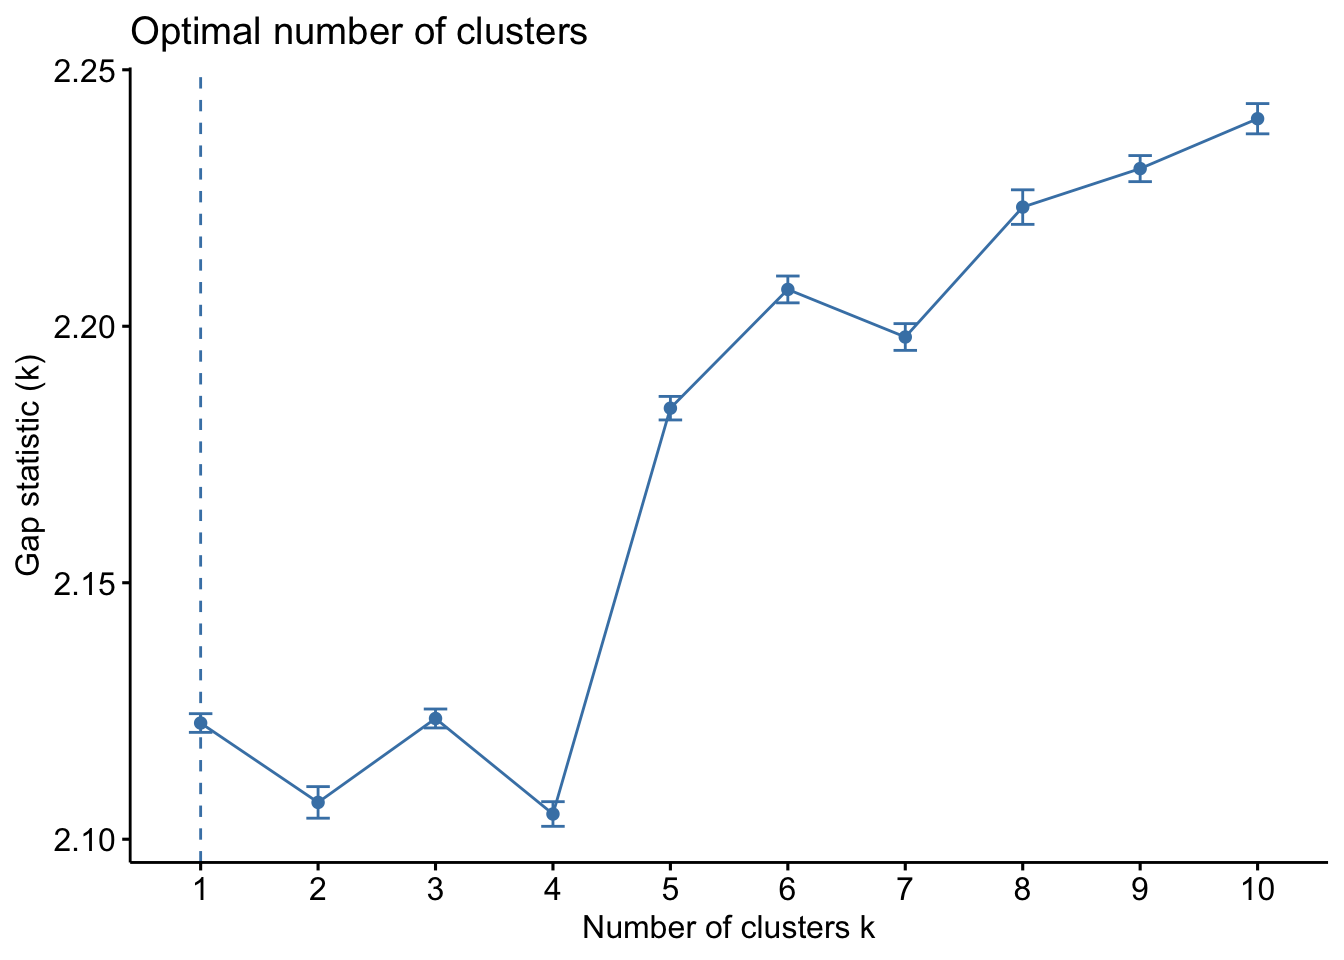 Optimal number of clusters
2.25
2.20
2.15
2.10
Gap statistic (k)
1 2 3 4 5 6 7 8 9 10
Number of clusters k